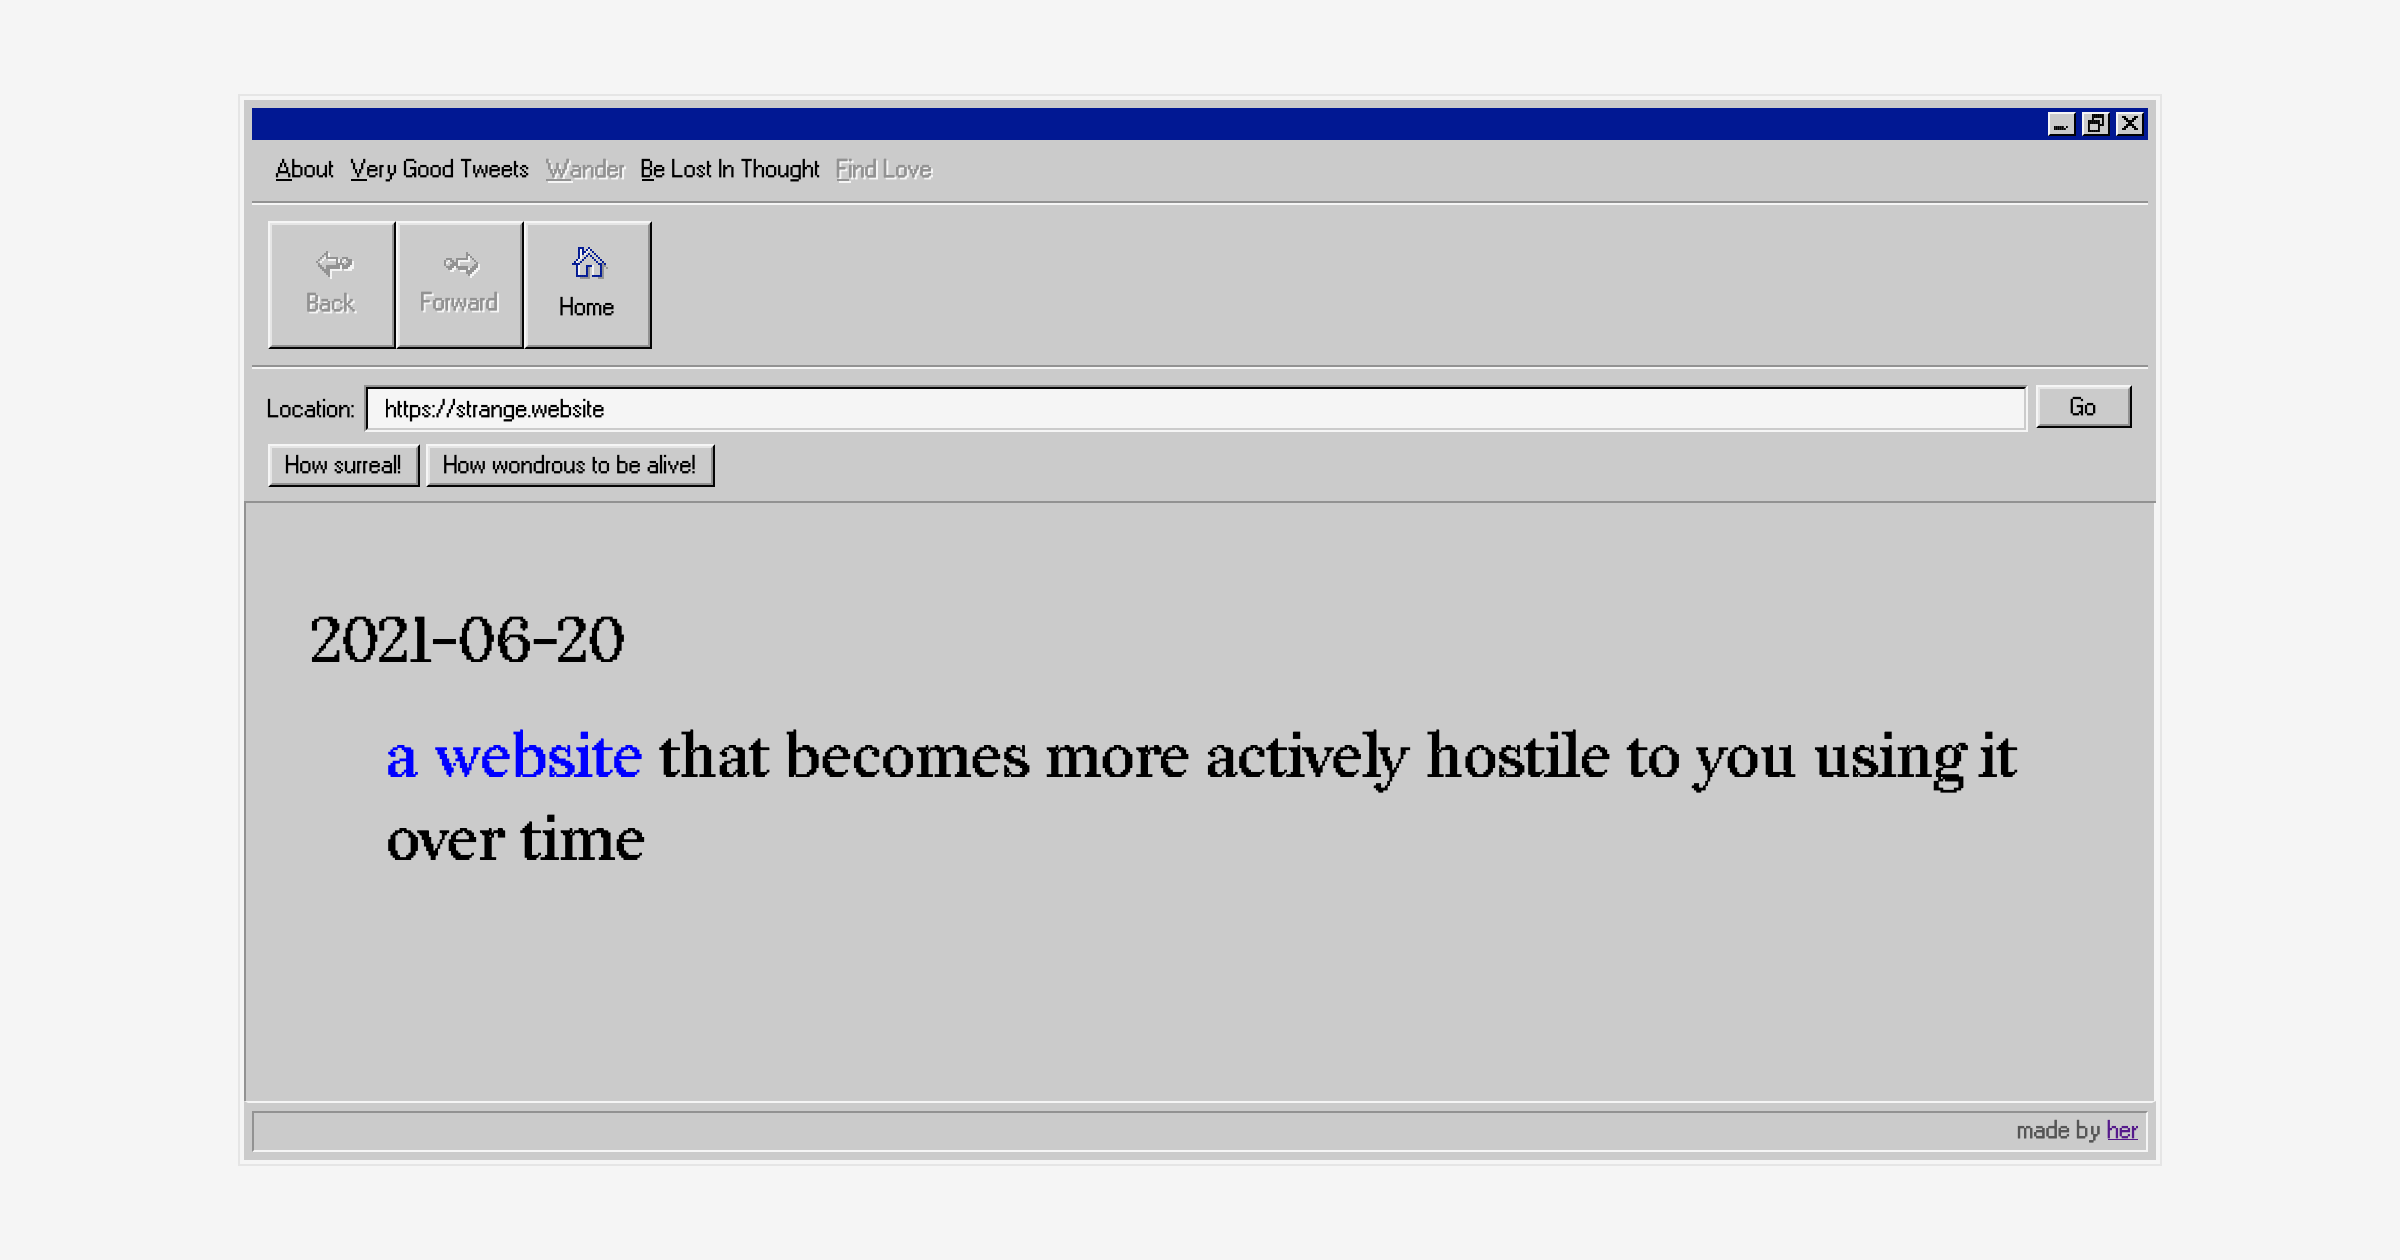 About Very Good Tweets Wander Be Lost In Thought Find Love
Back Forward Home
Location: https://strange.website Go
How surreal! How wondrous to be alive!
2021-06-20
a website that becomes more actively hostile to you using it
over time
made by her